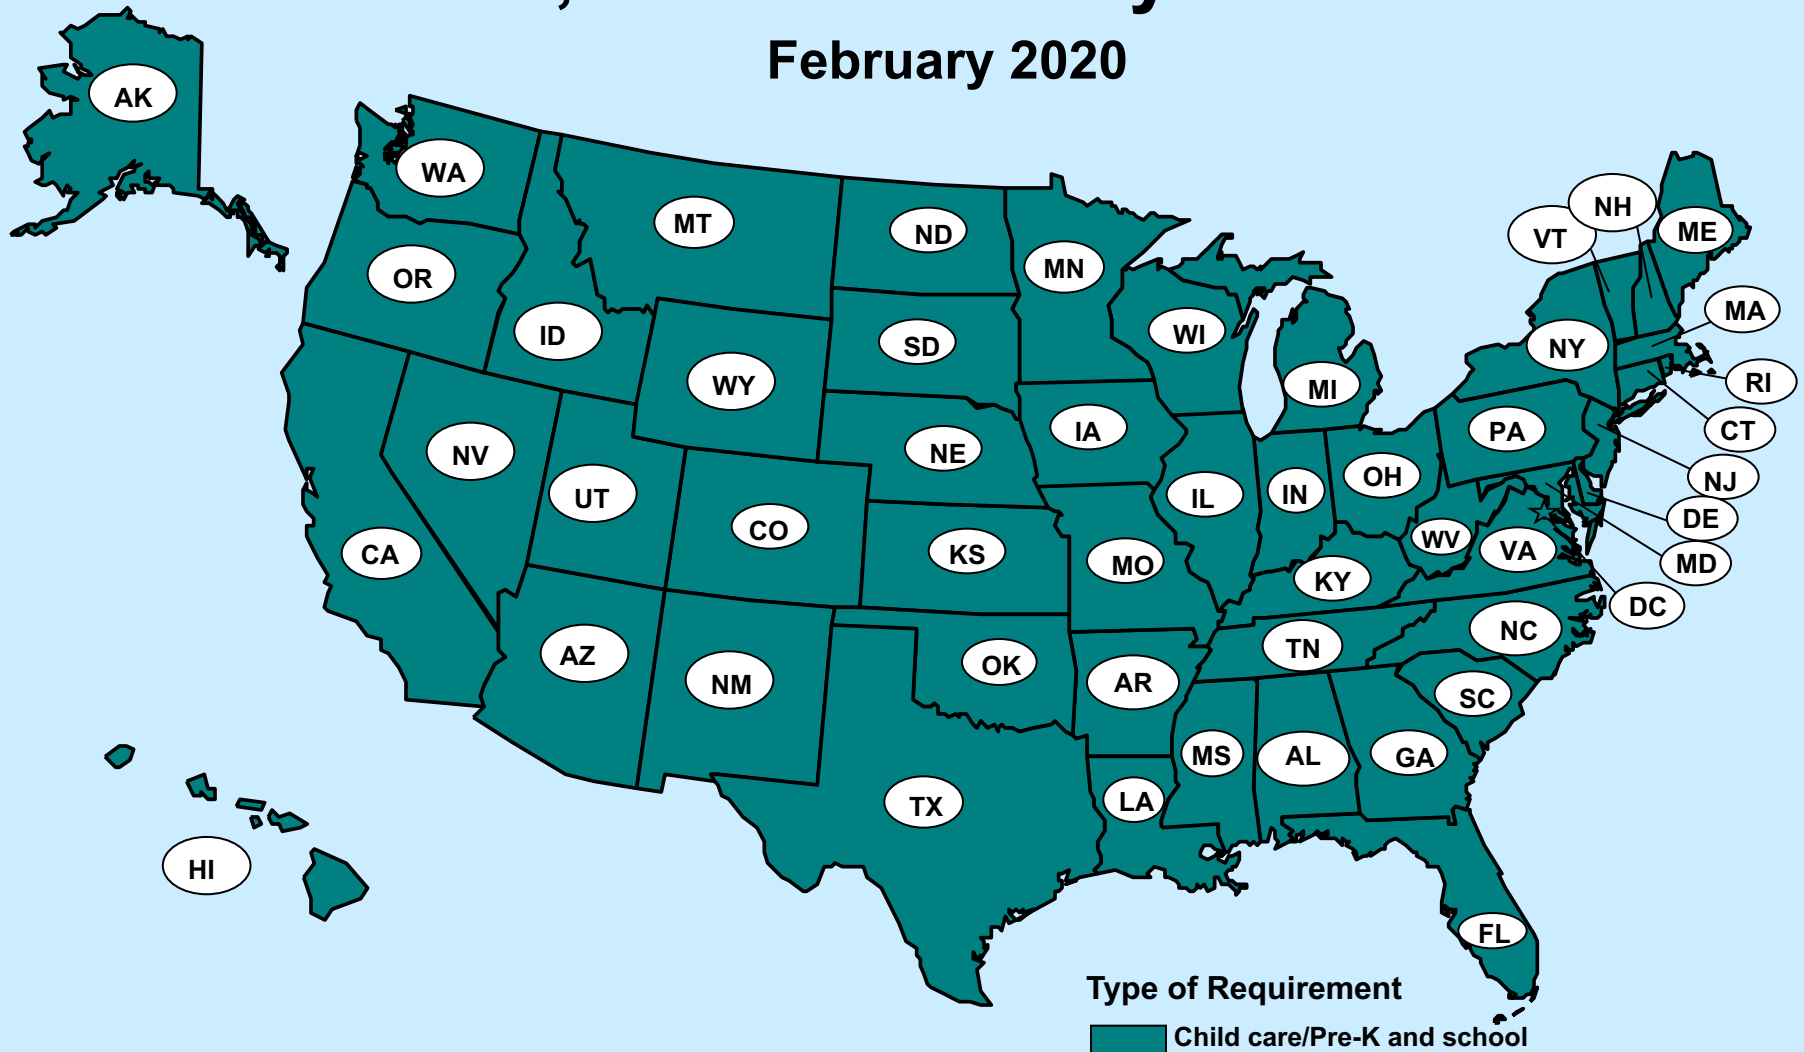 February 2020
AK
WA
MT
ND
MN
VT
NH
ME
OR
ID
WY
SD
WI
MI
NY
MA
RI
CT
NJ
DE
MD
DC
NV
UT
CO
NE
IA
IL
IN
OH
PA
WV
VA
CA
KS
MO
KY
AZ
NM
OK
AR
TN
NC
SC
MS
AL
GA
TX
LA
HI
FL
Type of Requirement
Child care/Pre-K and school